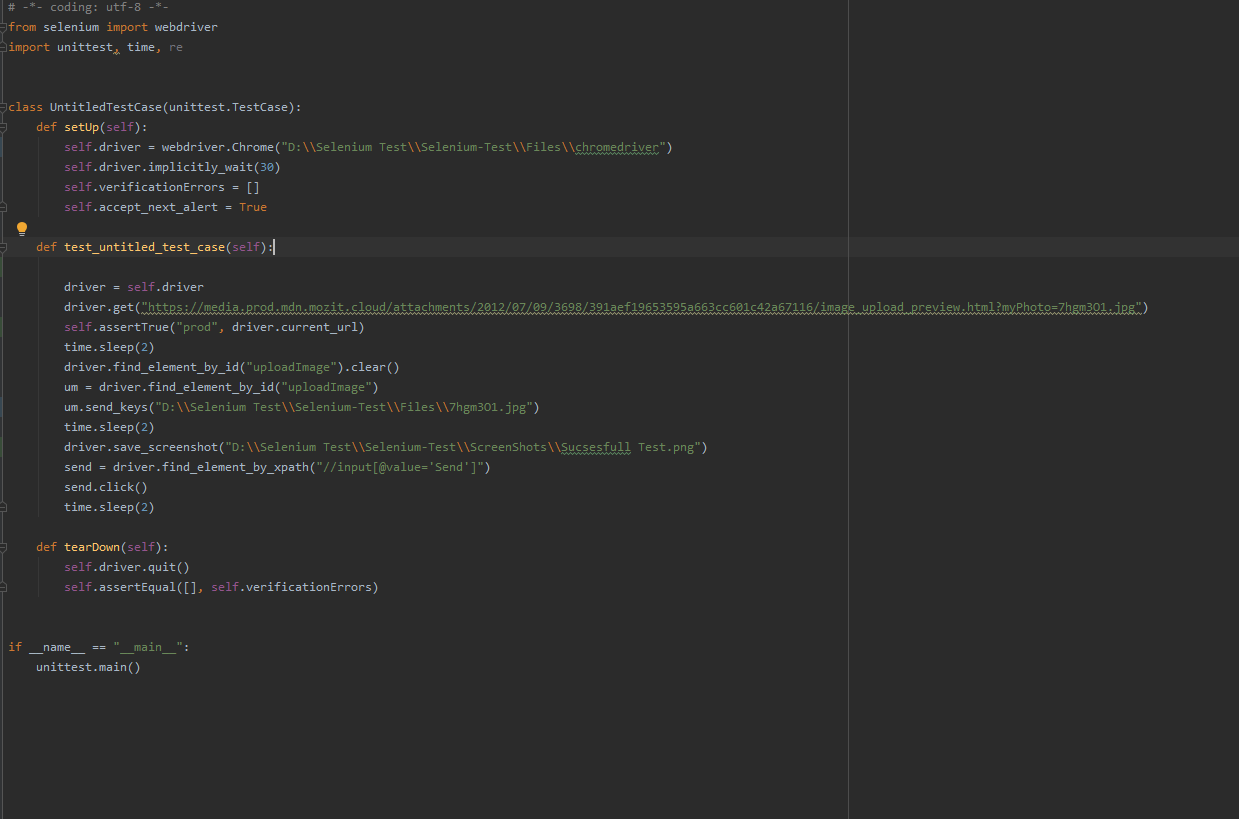 # -*- coding: utf-8 -*-
from selenium import webdriver
import unittest, time, re
class UntitledTestCase(unittest.TestCase):
    def setUp(self):
        self.driver = webdriver.Chrome("D:\\Selenium Test\\Selenium-Test\\Files\\chromedriver")
        self.driver.implicitly_wait(30)
        self.verificationErrors = []
        self.accept_next_alert = True
    def test_untitled_test_case(self):
        driver = self.driver
        driver.get("https://media.prod.mdn.mozit.cloud/attachments/2012/07/09/3698/391aef19653595a663cc601c42a67116/image_upload_preview.html?myPhoto=7hgm3O1.jpg")
        self.assertTrue("prod", driver.current_url)
        time.sleep(2)
        driver.find_element_by_id("uploadImage").clear()
        um = driver.find_element_by_id("uploadImage")
        um.send_keys("D:\\Selenium Test\\Selenium-Test\\Files\\7hgm3O1.jpg")
        time.sleep(2)
        driver.save_screenshot("D:\\Selenium Test\\Selenium-Test\\ScreenShots\\Sucsesfull Test.png")
        send = driver.find_element_by_xpath("//input[@value='Send']")
        send.click()
        time.sleep(2)
    def tearDown(self):
        self.driver.quit()
        self.assertEqual([], self.verificationErrors)
if __name__ == "__main__":
    unittest.main()